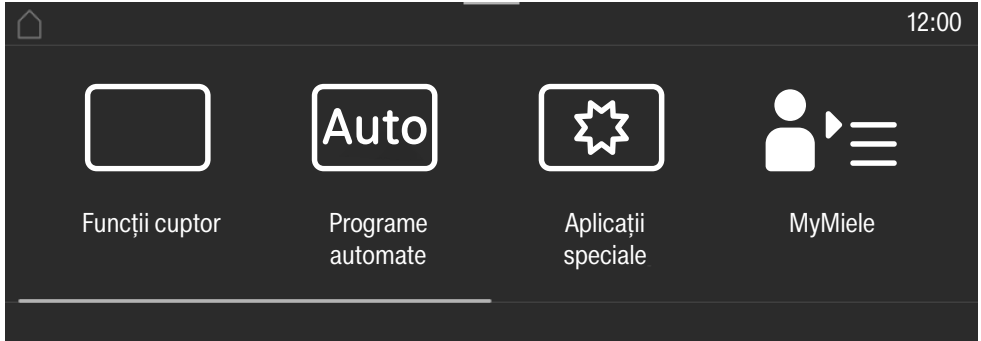 12:00
Auto
Funcții cuptor
Programe
automate
Aplicații
speciale
MyMiele